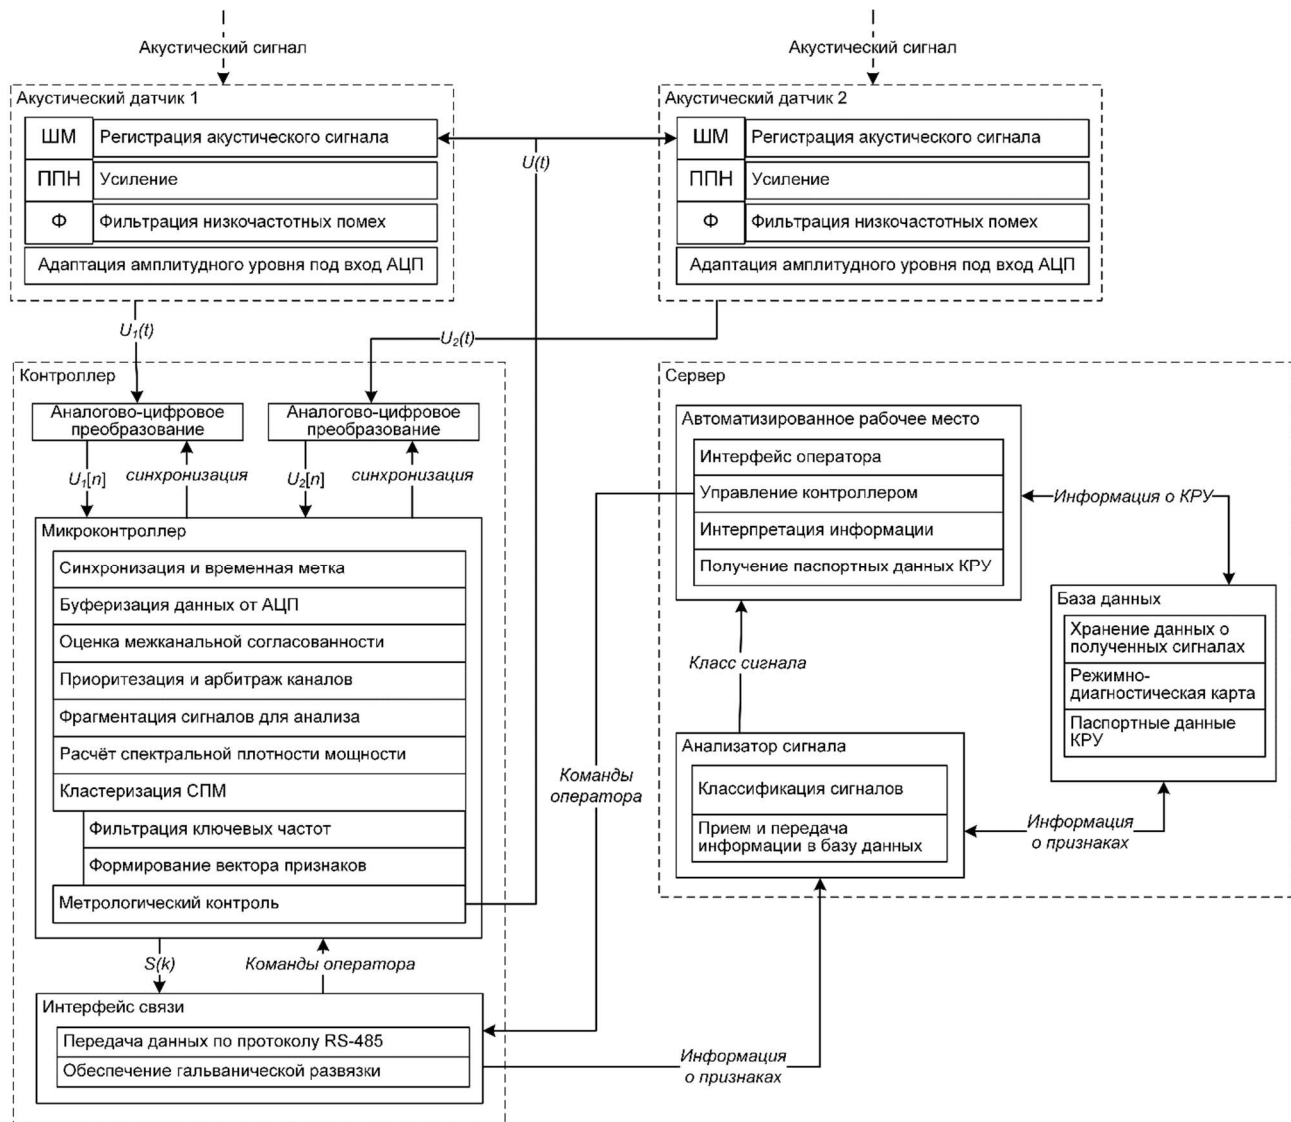 Акустический сигнал
Акустический сигнал
Акустический датчик 1
ШМ
Регистрация акустического сигнала
ППН
Усиление
Ф
Фильтрация низкочастотных помех
Адаптация амплитудного уровня под вход АЦП
Акустический датчик 2
ШМ
Регистрация акустического сигнала
ППН
Усиление
Ф
Фильтрация низкочастотных помех
Адаптация амплитудного уровня под вход АЦП
U(t)
U₁(t)
U₂(t)
Контроллер
Аналогово-цифровое
преобразование
Аналогово-цифровое
преобразование
U₁[n]
синхронизация
U₂[n]
синхронизация
Микроконтроллер
Синхронизация и временная метка
Буферизация данных от АЦП
Оценка межканальной согласованности
Приоритезация и арбитраж каналов
Фрагментация сигналов для анализа
Расчёт спектральной плотности мощности
Кластеризация СПМ
Фильтрация ключевых частот
Формирование вектора признаков
Метрологический контроль
S(k)
Команды оператора
Интерфейс связи
Передача данных по протоколу RS-485
Обеспечение гальванической развязки
Сервер
Автоматизированное рабочее место
Интерфейс оператора
Управление контроллером
Интерпретация информации
Получение паспортных данных КРУ
Информация о КРУ
База данных
Хранение данных о
полученных сигналах
Режимно-
диагностическая карта
Паспортные данные
КРУ
Класс сигнала
Анализатор сигнала
Классификация сигналов
Прием и передача
информации в базу данных
Команды
оператора
Информация
о признаках
Информация
о признаках